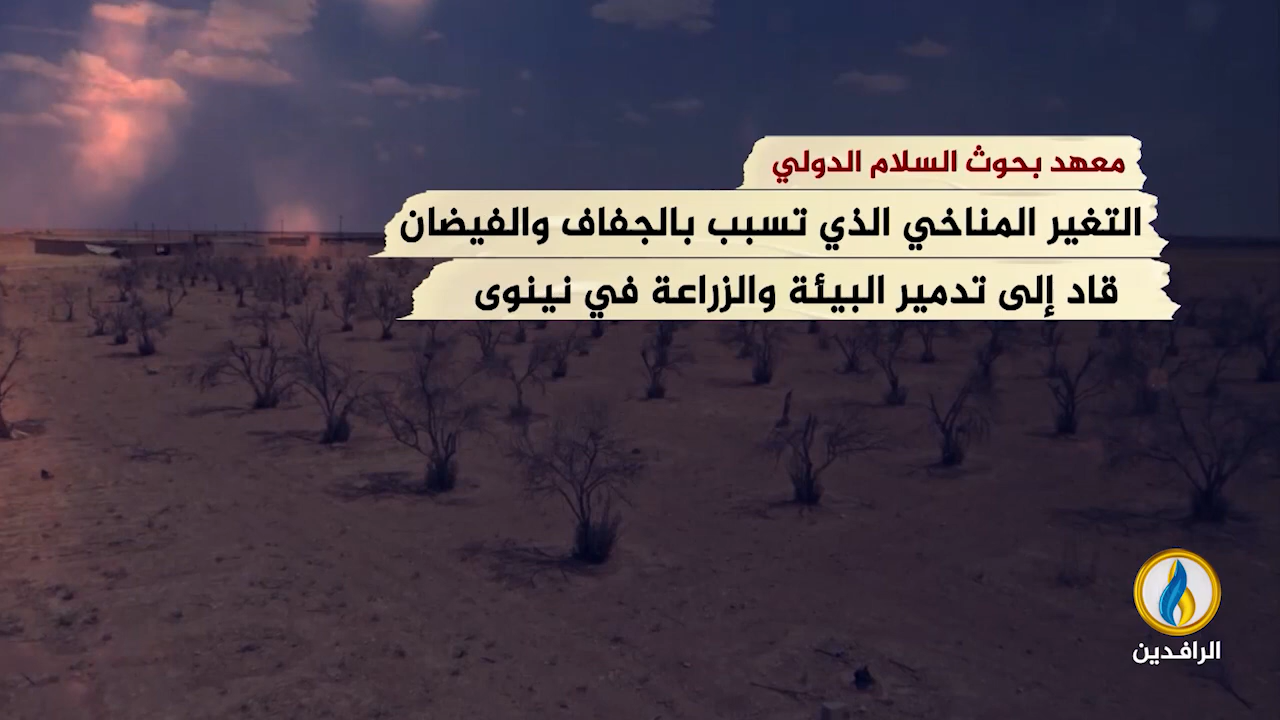 معهد بحوث السلام الدولي
التغير المناخي الذي تسبب بالجفاف والفيضان
قاد إلى تدمير البيئة والزراعة في نينوى
الرافدين